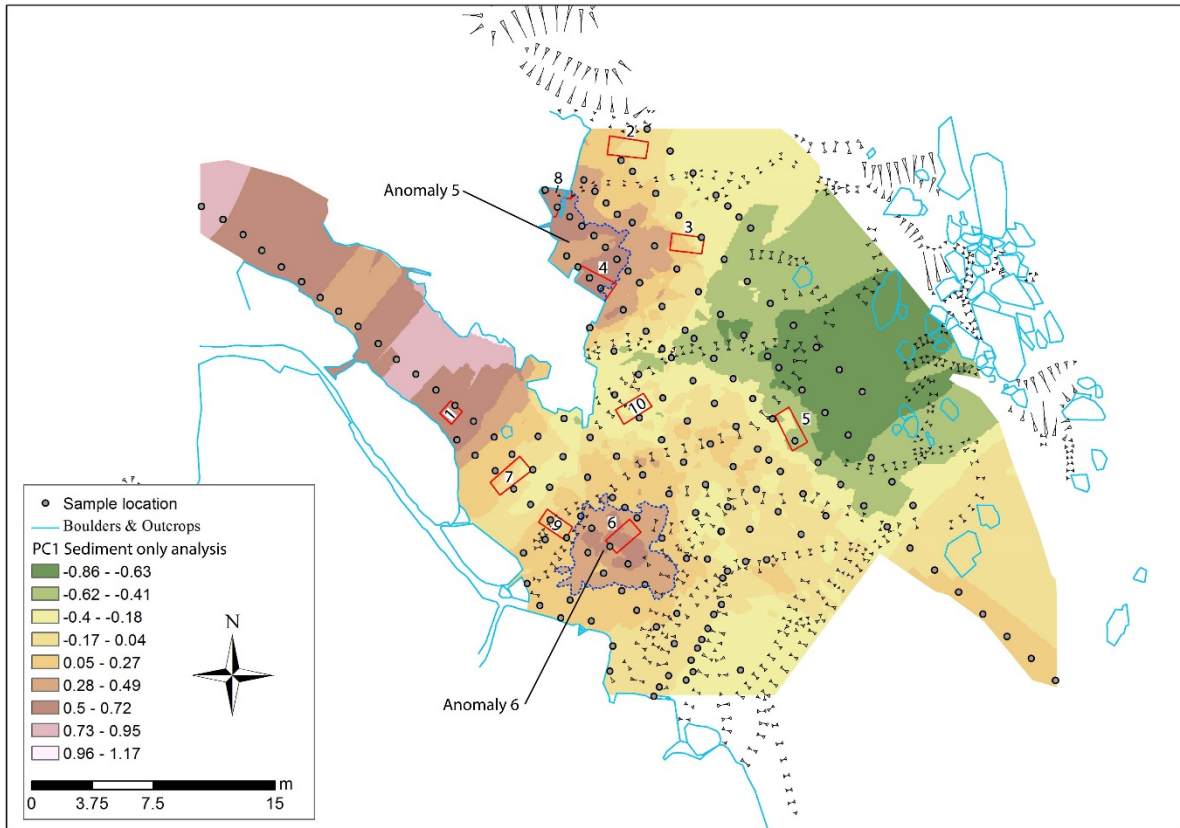 2
8
Anomaly 5
3
4
1
10
5
7
9
6
Anomaly 6
Sample location
Boulders & Outcrops
PC1 Sediment only analysis
-0.86 - -0.63
-0.62 - -0.41
-0.4 - -0.18
-0.17 - 0.04
0.05 - 0.27
0.28 - 0.49
0.5 - 0.72
0.73 - 0.95
0.96 - 1.17
N
m
0 3.75 7.5 15